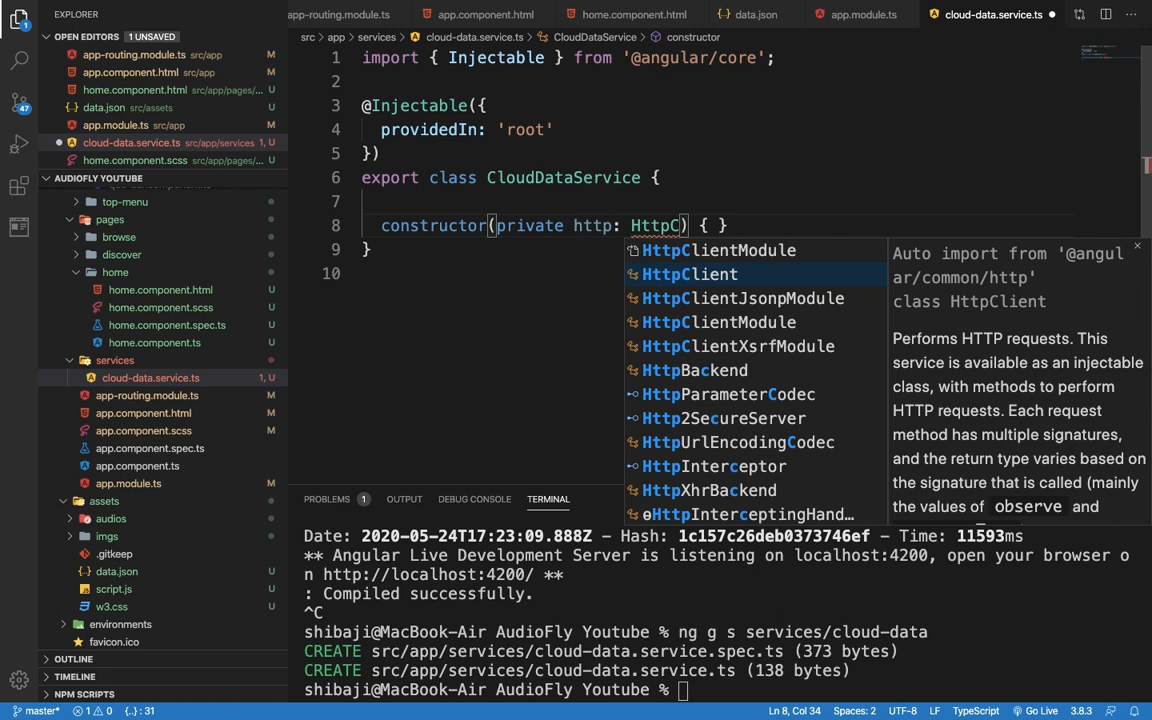 EXPLORER
OPEN EDITORS 1 UNSAVED
app-routing.module.ts src/app M
app.component.html src/app M
home.component.html src/app/pages/... U
data.json src/assets U
app.module.ts src/app M
cloud-data.service.ts src/app/services 1, U
home.component.scss src/app/pages/... U
AUDIOFLY YOUTUBE
top-menu
pages
browse
discover
home
home.component.html U
home.component.scss U
home.component.spec.ts U
home.component.ts U
services
cloud-data.service.ts 1, U
app-routing.module.ts M
app.component.html M
app.component.scss M
app.component.spec.ts
app.component.ts
app.module.ts M
assets
audios
imgs
.gitkeep
data.json U
script.js U
w3.css U
environments
favicon.ico
OUTLINE
TIMELINE
NPM SCRIPTS
47
app-routing.module.ts app.component.html home.component.html data.json app.module.ts cloud-data.service.ts
src › app › services › cloud-data.service.ts › CloudDataService › constructor
1 import { Injectable } from '@angular/core';
2
3 @Injectable({
4 providedIn: 'root'
5 })
6 export class CloudDataService {
7
8 constructor(private http: HttpC) { }
9 }
10
HttpClientModule
HttpClient
HttpClientJsonpModule
HttpClientModule
HttpClientXsrfModule
HttpBackend
HttpParameterCodec
Http2SecureServer
HttpUrlEncodingCodec
HttpInterceptor
HttpXhrBackend
ɵHttpInterceptingHand…
Auto import from '@angul
ar/common/http'
class HttpClient
Performs HTTP requests. This
service is available as an injectable
class, with methods to perform
HTTP requests. Each request
method has multiple signatures,
and the return type varies based on
the signature that is called (mainly
the values of observe and
PROBLEMS 1 OUTPUT DEBUG CONSOLE TERMINAL
Date: 2020-05-24T17:23:09.888Z – Hash: 1c157c26deb0373746ef – Time: 11593ms
** Angular Live Development Server is listening on localhost:4200, open your browser o
n http://localhost:4200/ **
: Compiled successfully.
^C
shibaji@MacBook-Air AudioFly Youtube % ng g s services/cloud-data
CREATE src/app/services/cloud-data.service.spec.ts (373 bytes)
CREATE src/app/services/cloud-data.service.ts (138 bytes)
shibaji@MacBook-Air AudioFly Youtube %
master* 1 0 {..} : 31 Ln 8, Col 34 Spaces: 2 UTF-8 LF TypeScript Go Live 3.8.3